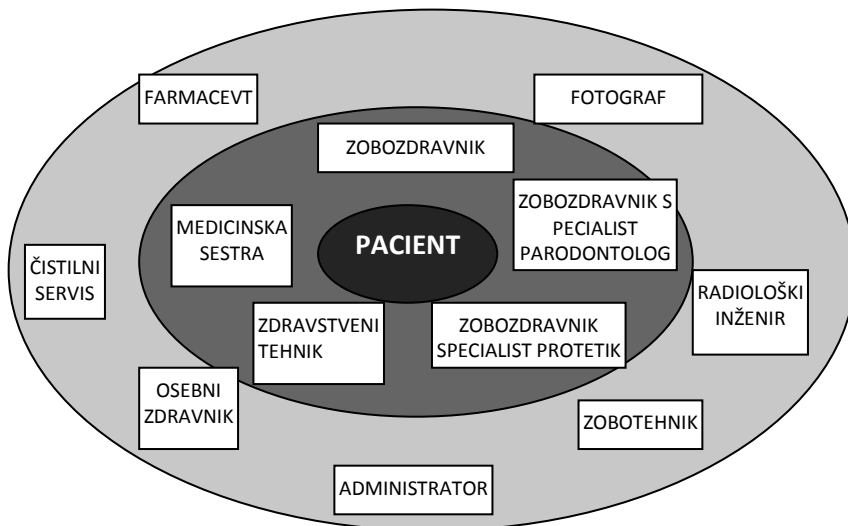 FARMACEVT
FOTOGRAF
ZOBOZDRAVNIK
ZOBOZDRAVNIK S
PECIALIST
PARODONTOLOG
MEDICINSKA
SESTRA
PACIENT
ČISTILNI
SERVIS
RADIOLOŠKI
INŽENIR
ZDRAVSTVENI
TEHNIK
ZOBOZDRAVNIK
SPECIALIST PROTETIK
OSEBNI
ZDRAVNIK
ZOBOTEHNIK
ADMINISTRATOR